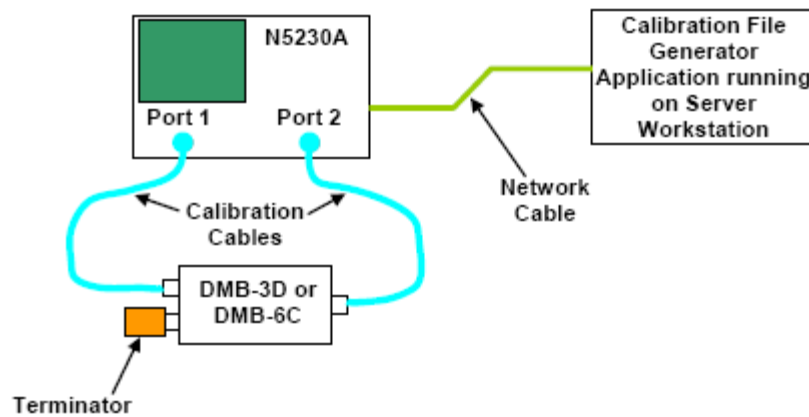 N5230A
Port 1
Port 2
Calibration File
Generator
Application running
on Server
Workstation
Network
Cable
Calibration
Cables
DMB-3D or
DMB-6C
Terminator